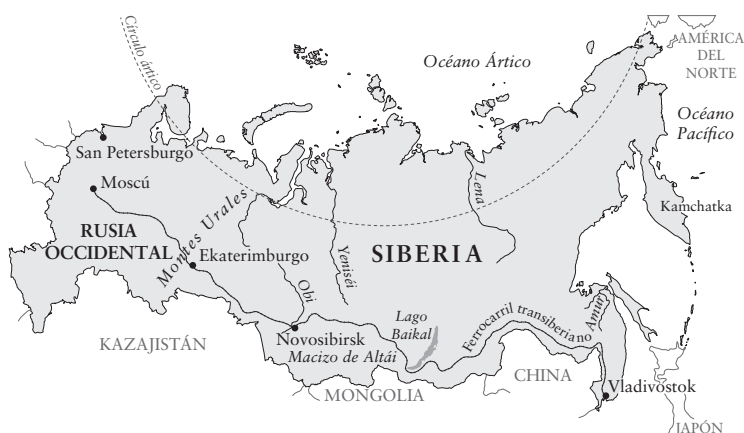 Círculo ártico
Océano Ártico
AMÉRICA
DEL
NORTE
Océano
Pacífico
San Petersburgo
Moscú
RUSIA
OCCIDENTAL
Montes Urales
Ekaterimburgo
Obi
Yeniséi
SIBERIA
Lena
Kamchatka
KAZAJISTÁN
Novosibirsk
Macizo de Altái
Lago
Baikal
Ferrocarril transiberiano
Amur
MONGOLIA
CHINA
Vladivostok
JAPÓN